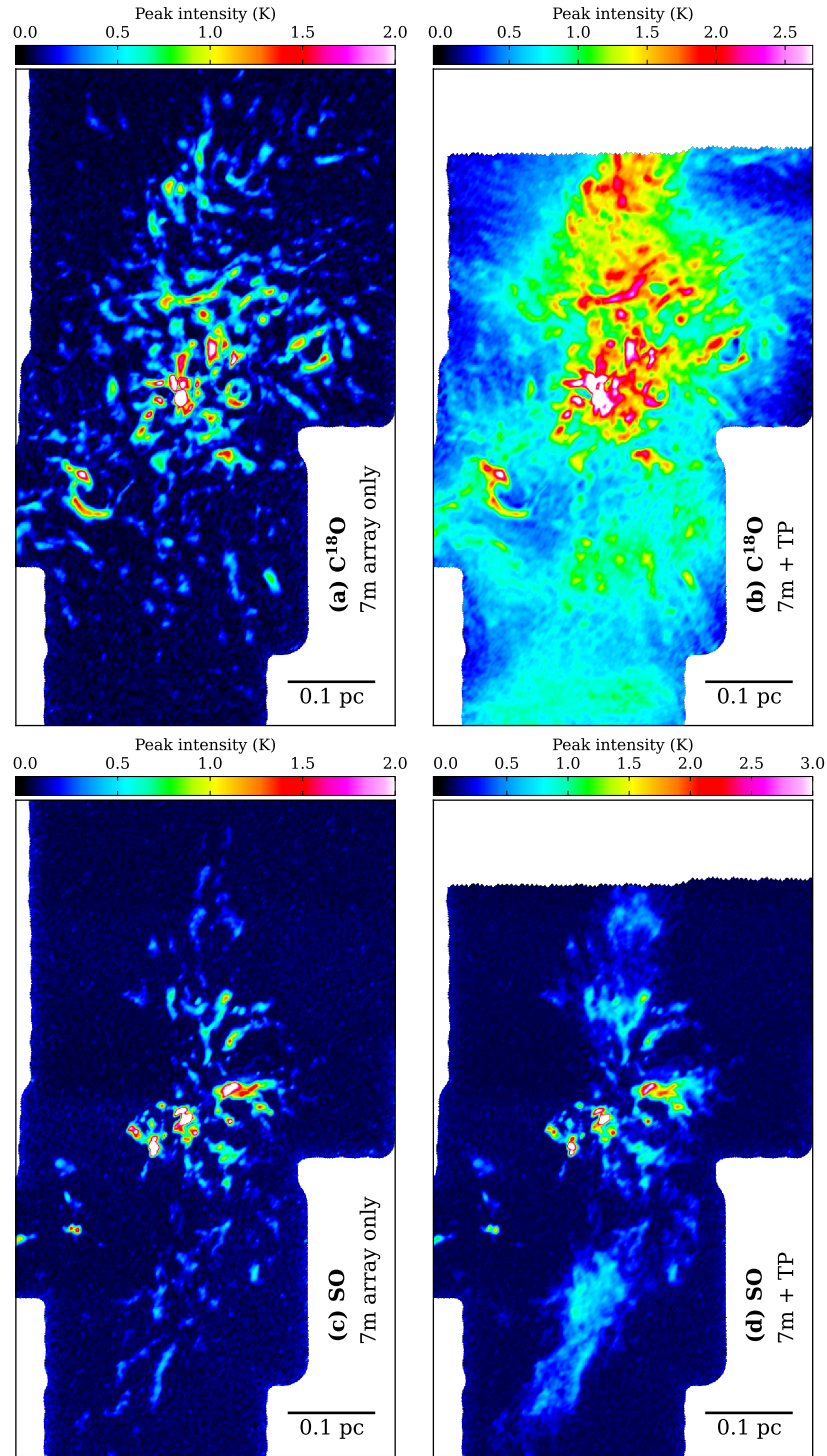 Peak intensity (K)
0.0 0.5 1.0 1.5 2.0
(a) C¹⁸O
7m array only
0.1 pc
Peak intensity (K)
0.0 0.5 1.0 1.5 2.0 2.5
(b) C¹⁸O
7m + TP
0.1 pc
Peak intensity (K)
0.0 0.5 1.0 1.5 2.0
(c) SO
7m array only
0.1 pc
Peak intensity (K)
0.0 0.5 1.0 1.5 2.0 2.5 3.0
(d) SO
7m + TP
0.1 pc